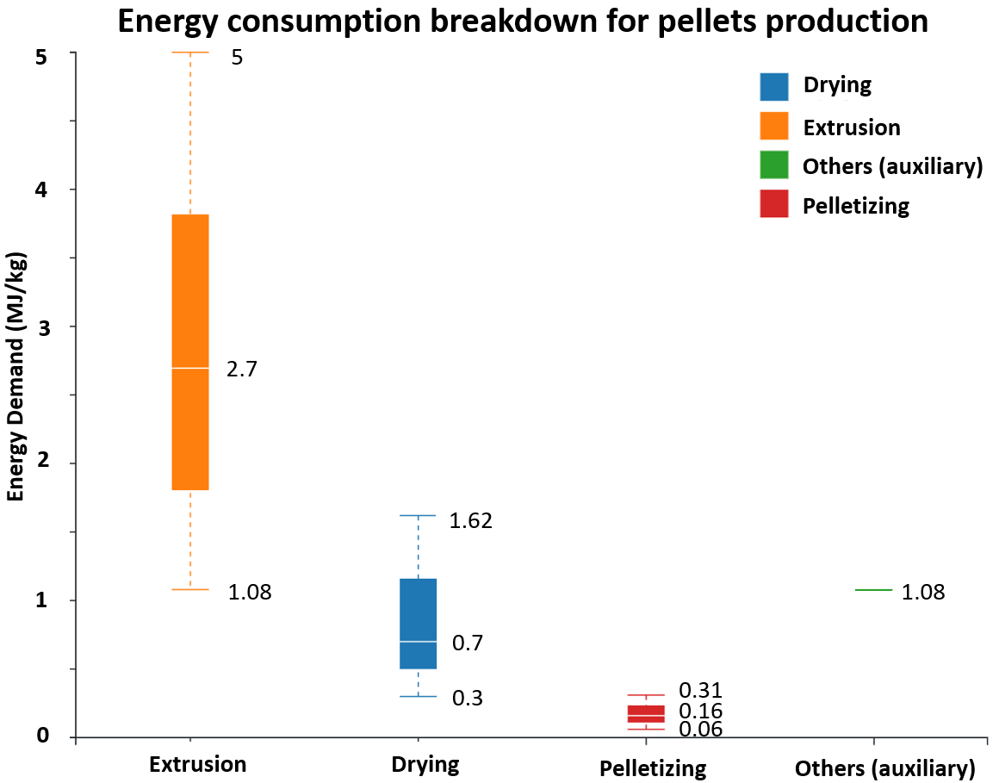 Energy consumption breakdown for pellets production
Energy Demand (MJ/kg)
5
4
3
2
1
0
5
2.7
1.08
1.62
0.7
0.3
0.31
0.16
0.06
1.08
Drying
Extrusion
Others (auxiliary)
Pelletizing
Extrusion
Drying
Pelletizing
Others (auxiliary)